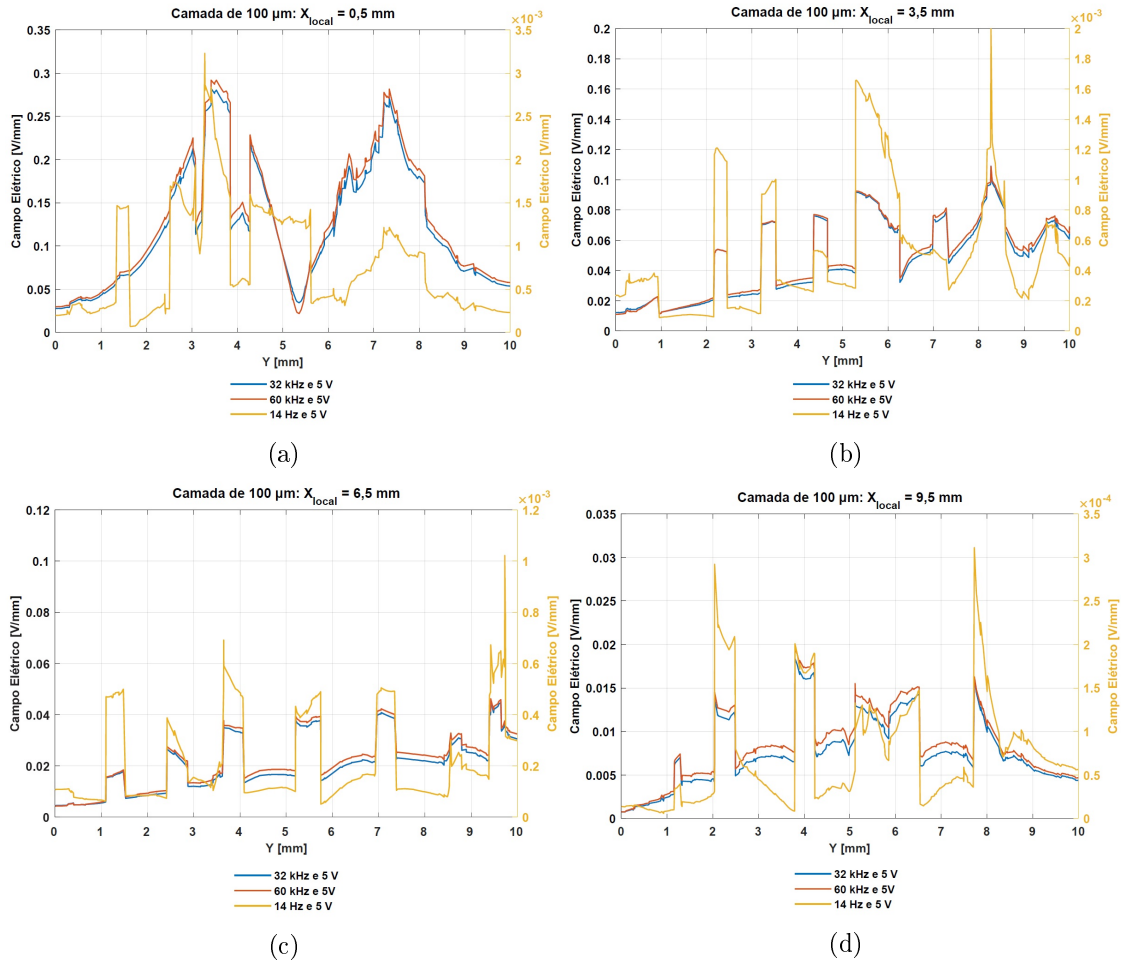 Camada de 100 µm: Xlocal = 0,5 mm
×10-3
0.35
0.3
0.25
0.2
0.15
0.1
0.05
0
Campo Elétrico [V/mm]
3.5
3
2.5
2
1.5
1
0.5
0
Campo Elétrico [V/mm]
0 1 2 3 4 5 6 7 8 9 10
Y [mm]
32 kHz e 5 V
60 kHz e 5V
14 Hz e 5 V
(a)
Camada de 100 µm: Xlocal = 3,5 mm
×10-3
0.2
0.18
0.16
0.14
0.12
0.1
0.08
0.06
0.04
0.02
0
Campo Elétrico [V/mm]
2
1.8
1.6
1.4
1.2
1
0.8
0.6
0.4
0.2
0
Campo Elétrico [V/mm]
0 1 2 3 4 5 6 7 8 9 10
Y [mm]
32 kHz e 5 V
60 kHz e 5V
14 Hz e 5 V
(b)
Camada de 100 µm: Xlocal = 6,5 mm
×10-3
0.12
0.1
0.08
0.06
0.04
0.02
0
Campo Elétrico [V/mm]
1.2
1
0.8
0.6
0.4
0.2
0
Campo Elétrico [V/mm]
0 1 2 3 4 5 6 7 8 9 10
Y [mm]
32 kHz e 5 V
60 kHz e 5V
14 Hz e 5 V
(c)
Camada de 100 µm: Xlocal = 9,5 mm
×10-4
0.035
0.03
0.025
0.02
0.015
0.01
0.005
0
Campo Elétrico [V/mm]
3.5
3
2.5
2
1.5
1
0.5
0
Campo Elétrico [V/mm]
0 1 2 3 4 5 6 7 8 9 10
Y [mm]
32 kHz e 5 V
60 kHz e 5V
14 Hz e 5 V
(d)